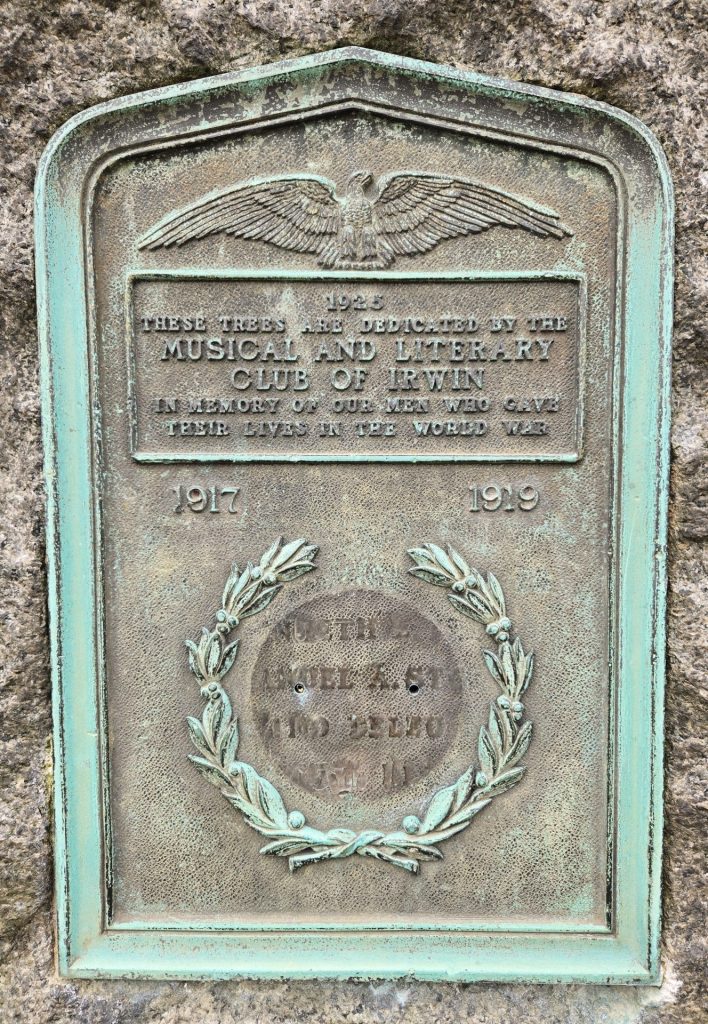 1925
THESE TREES ARE DEDICATED BY THE
MUSICAL AND LITERARY
CLUB OF IRWIN
IN MEMORY OF OUR MEN WHO GAVE
THEIR LIVES IN THE WORLD WAR
1917 1919
A. ST